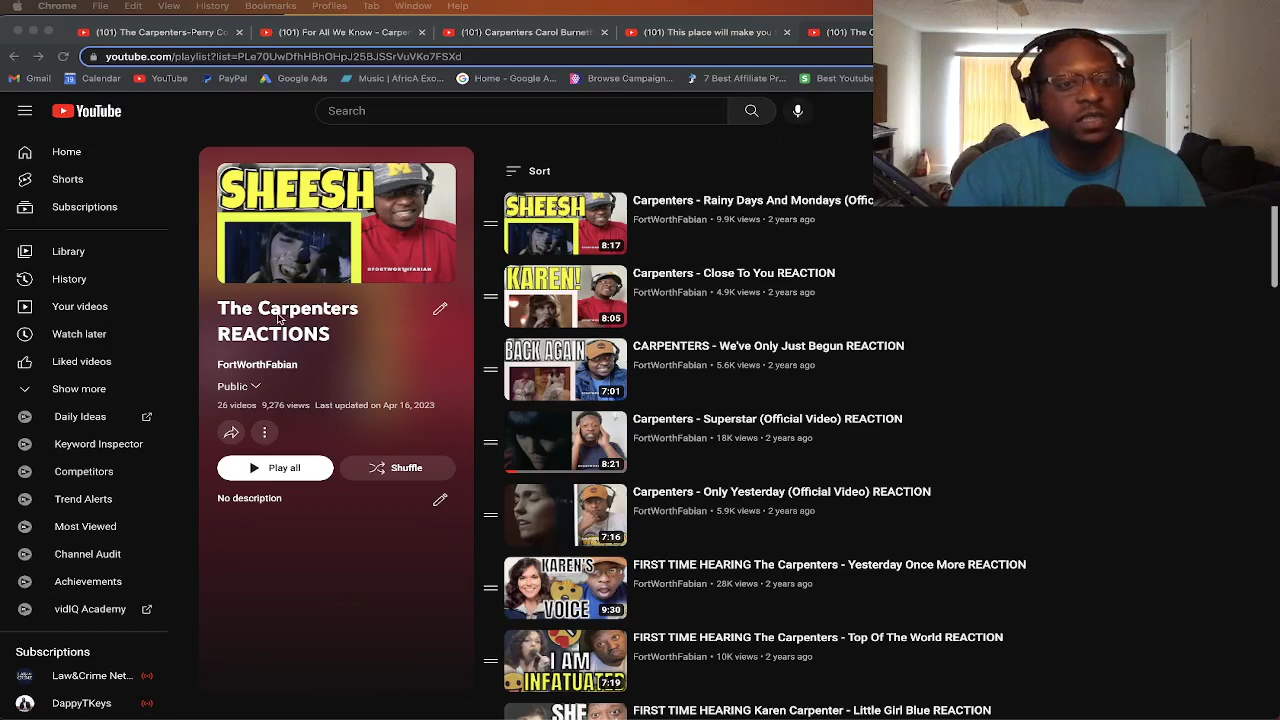 Chrome File Edit View History Bookmarks Profiles Tab Window Help
(101) The Carpenters-Perry Co
(101) For All We Know - Carper
(101) Carpenters Carol Burnett
(101) This place will make you
(101) The C
youtube.com/playlist?list=PLe70UwDfhHBhOHpJ25BJSSrVuVKo7FSXd
Gmail Calendar YouTube PayPal Google Ads Music | AfricA Exo... Home - Google A... Browse Campaign... 7 Best Affiliate Pr... Best Youtube
YouTube
Search
Home
Shorts
Subscriptions
Library
History
Your videos
Watch later
Liked videos
Show more
Daily Ideas
Keyword Inspector
Competitors
Trend Alerts
Most Viewed
Channel Audit
Achievements
vidIQ Academy
Subscriptions
Law&Crime Net...
DappyTKeys
SHEESH
@FORTWORTHFABIAN
The Carpenters
REACTIONS
FortWorthFabian
Public
26 videos 9,276 views Last updated on Apr 16, 2023
Play all
Shuffle
No description
Sort
SHEESH
8:17
Carpenters - Rainy Days And Mondays (Offic
FortWorthFabian • 9.9K views • 2 years ago
KAREN!
8:05
Carpenters - Close To You REACTION
FortWorthFabian • 4.9K views • 2 years ago
BACK AGAIN
7:01
CARPENTERS - We've Only Just Begun REACTION
FortWorthFabian • 5.6K views • 2 years ago
8:21
Carpenters - Superstar (Official Video) REACTION
FortWorthFabian • 18K views • 2 years ago
7:16
Carpenters - Only Yesterday (Official Video) REACTION
FortWorthFabian • 5.9K views • 2 years ago
KAREN'S
VOICE
9:30
FIRST TIME HEARING The Carpenters - Yesterday Once More REACTION
FortWorthFabian • 28K views • 2 years ago
I AM
INFATUATED
7:19
FIRST TIME HEARING The Carpenters - Top Of The World REACTION
FortWorthFabian • 10K views • 2 years ago
SHE
FIRST TIME HEARING Karen Carpenter - Little Girl Blue REACTION